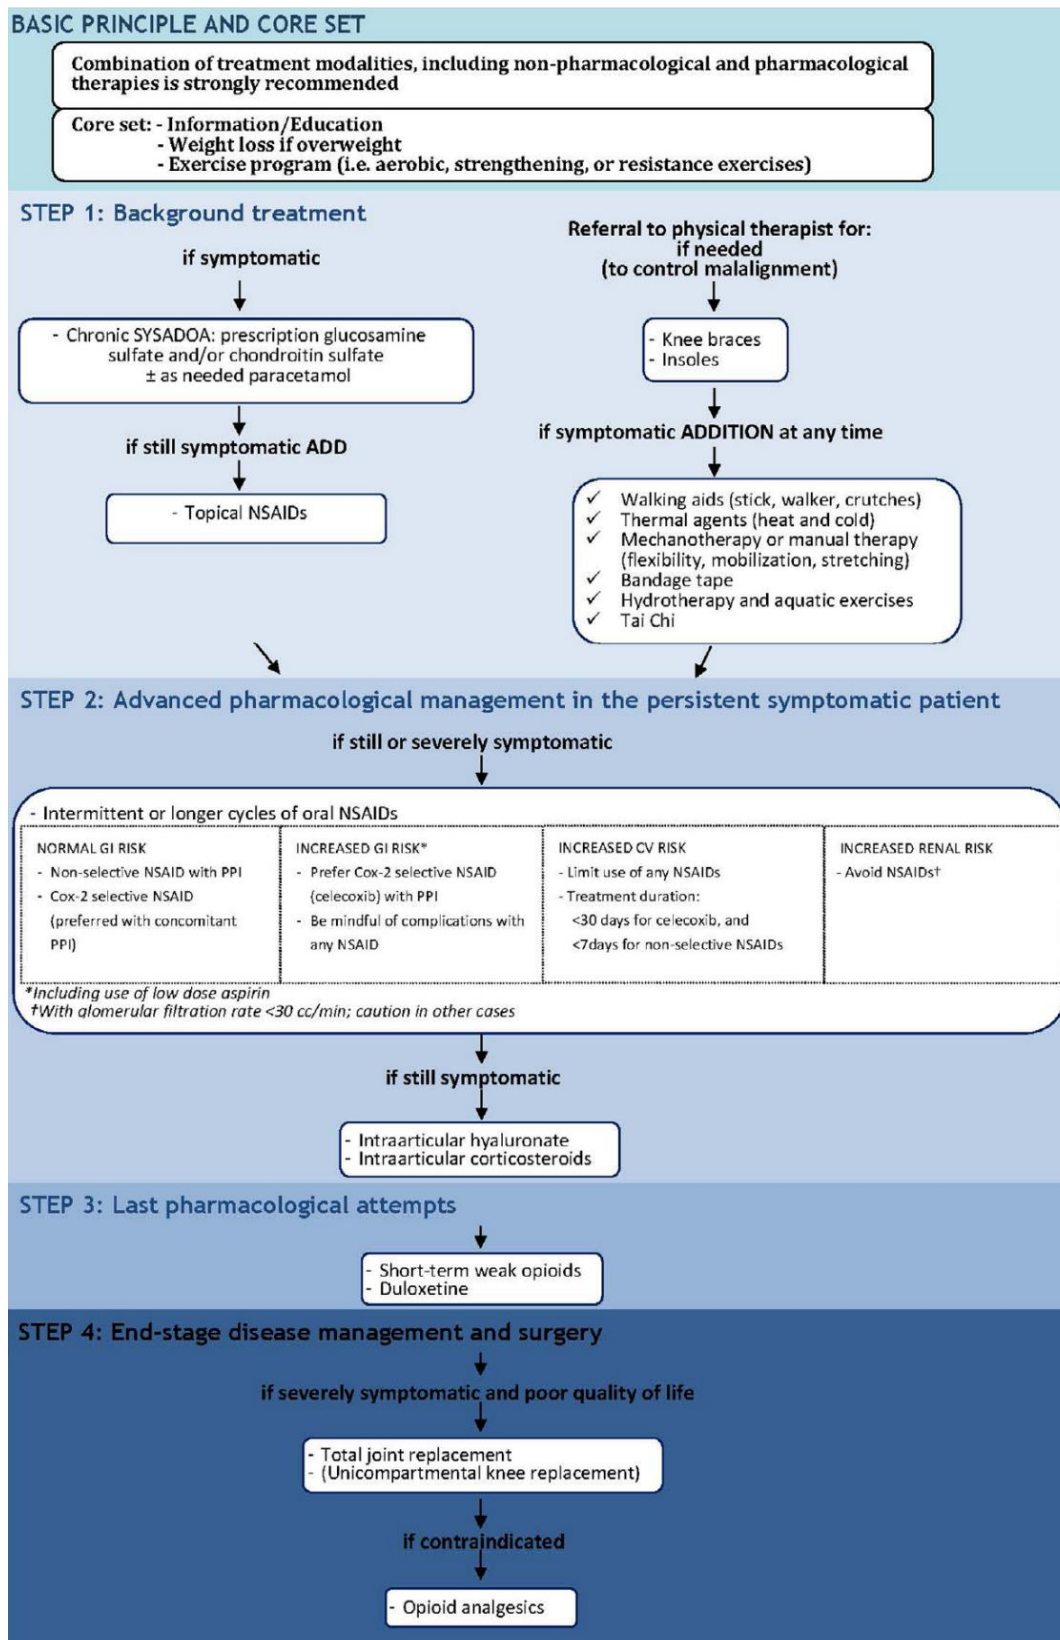 BASIC PRINCIPLE AND CORE SET
Combination of treatment modalities, including non-pharmacological and pharmacological
therapies is strongly recommended
Core set: - Information/Education
- Weight loss if overweight
- Exercise program (i.e. aerobic, strengthening, or resistance exercises)
STEP 1: Background treatment
if symptomatic
- Chronic SYSADOA: prescription glucosamine
sulfate and/or chondroitin sulfate
± as needed paracetamol
if still symptomatic ADD
- Topical NSAIDs
Referral to physical therapist for:
if needed
(to control malalignment)
- Knee braces
- Insoles
if symptomatic ADDITION at any time
✓ Walking aids (stick, walker, crutches)
✓ Thermal agents (heat and cold)
✓ Mechanotherapy or manual therapy
(flexibility, mobilization, stretching)
✓ Bandage tape
✓ Hydrotherapy and aquatic exercises
✓ Tai Chi
STEP 2: Advanced pharmacological management in the persistent symptomatic patient
if still or severely symptomatic
- Intermittent or longer cycles of oral NSAIDs
NORMAL GI RISK
- Non-selective NSAID with PPI
- Cox-2 selective NSAID
(preferred with concomitant
PPI)
INCREASED GI RISK*
- Prefer Cox-2 selective NSAID
(celecoxib) with PPI
- Be mindful of complications with
any NSAID
INCREASED CV RISK
- Limit use of any NSAIDs
- Treatment duration:
<30 days for celecoxib, and
<7days for non-selective NSAIDs
INCREASED RENAL RISK
- Avoid NSAIDs†
*Including use of low dose aspirin
†With glomerular filtration rate <30 cc/min; caution in other cases
if still symptomatic
- Intraarticular hyaluronate
- Intraarticular corticosteroids
STEP 3: Last pharmacological attempts
- Short-term weak opioids
- Duloxetine
STEP 4: End-stage disease management and surgery
if severely symptomatic and poor quality of life
- Total joint replacement
- (Unicompartmental knee replacement)
if contraindicated
- Opioid analgesics